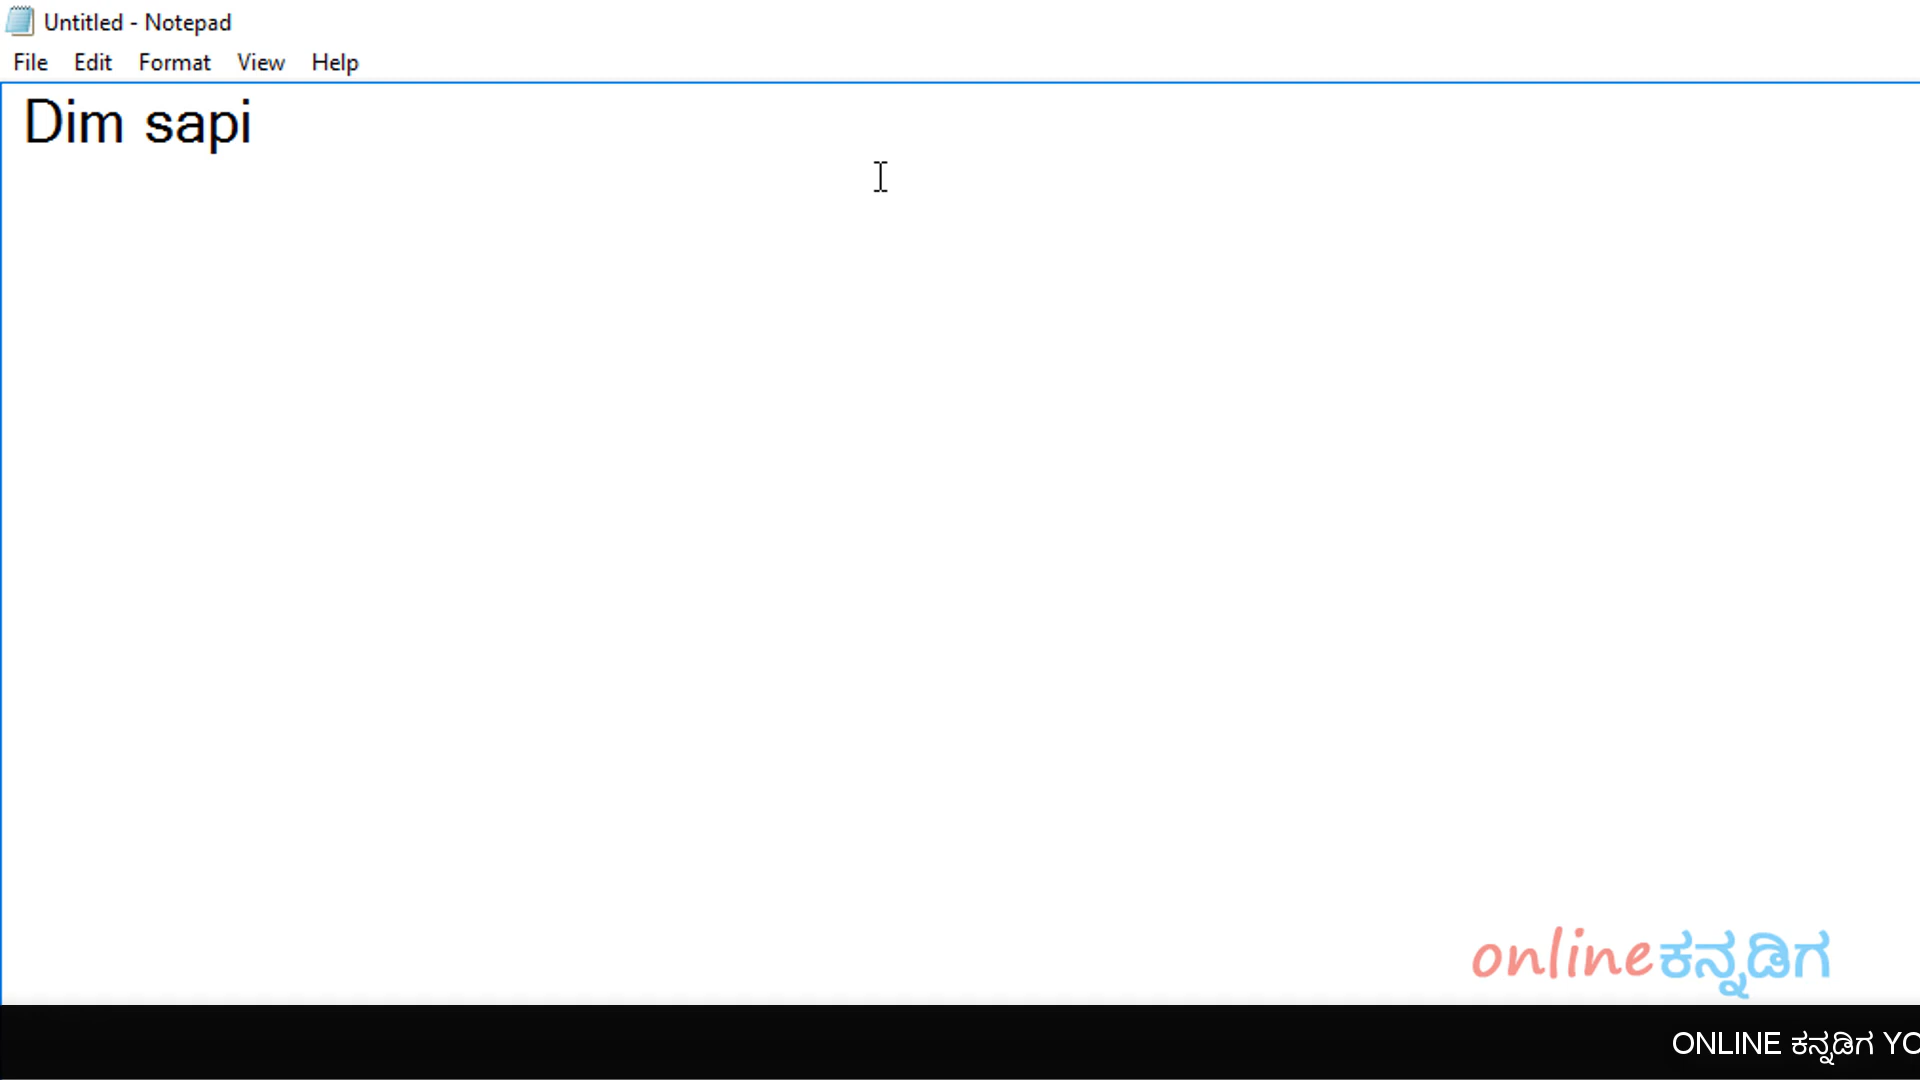 Untitled - Notepad
File Edit Format View Help
Dim sapi
onlineಕನ್ನಡಿಗ
ONLINE ಕನ್ನಡಿಗ YO